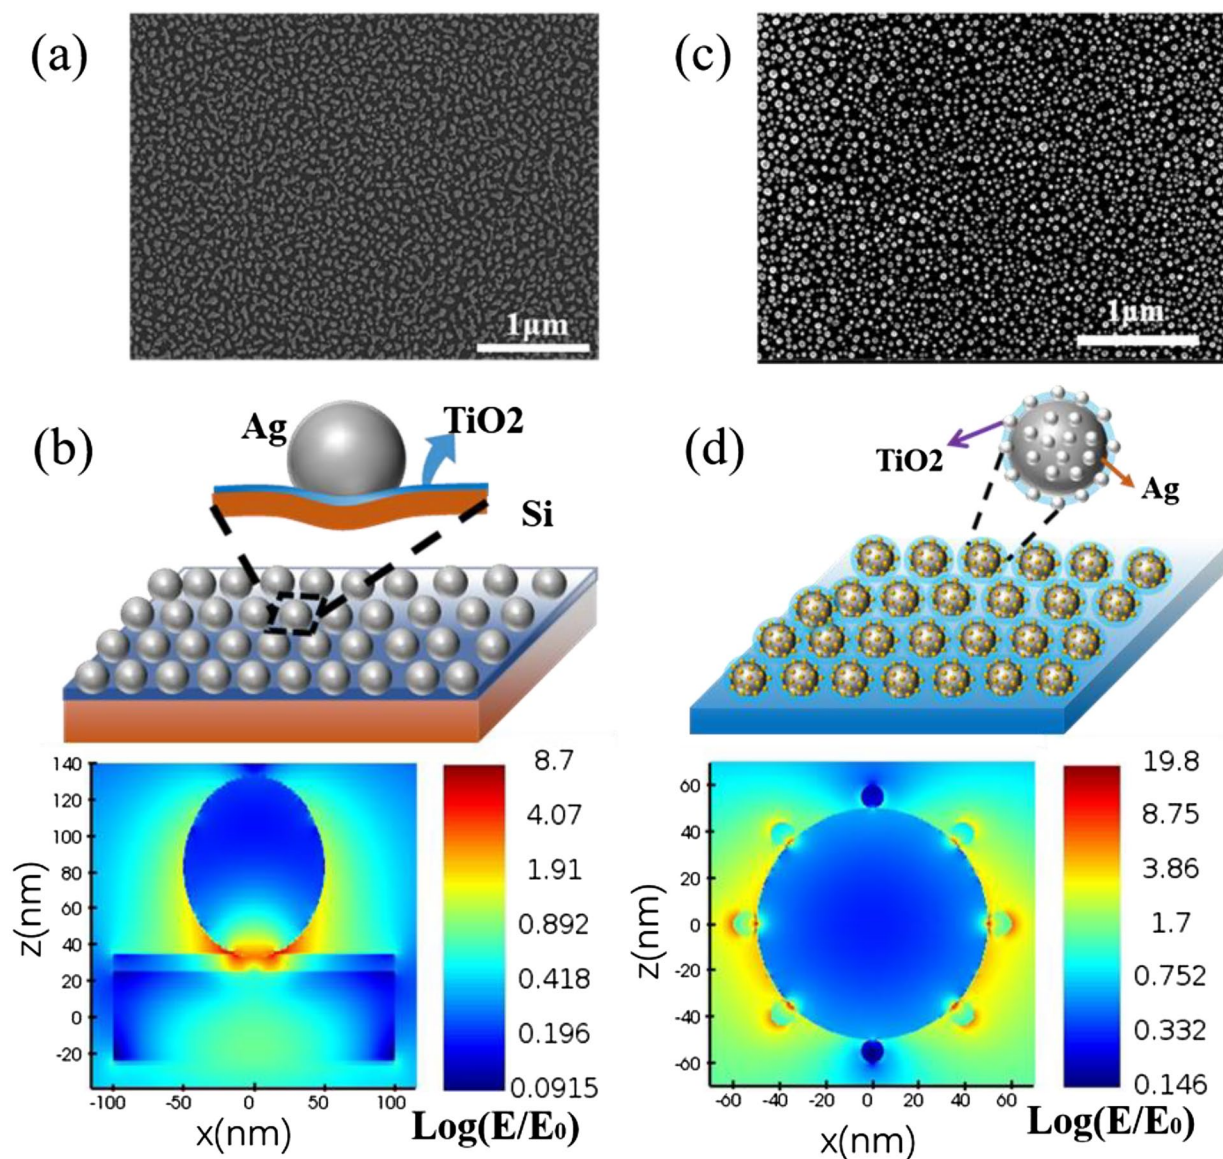 (a)
1μm
(c)
1μm
(b)
Ag
TiO2
Si
(d)
TiO2
Ag
140
120
100
80
60
40
20
0
-20
z(nm)
-100
-50
0
50
100
x(nm)
8.7
4.07
1.91
0.892
0.418
0.196
0.0915
Log(E/E₀)
60
40
20
0
-20
-40
-60
z(nm)
-60
-40
-20
0
20
40
60
x(nm)
19.8
8.75
3.86
1.7
0.752
0.332
0.146
Log(E/E₀)